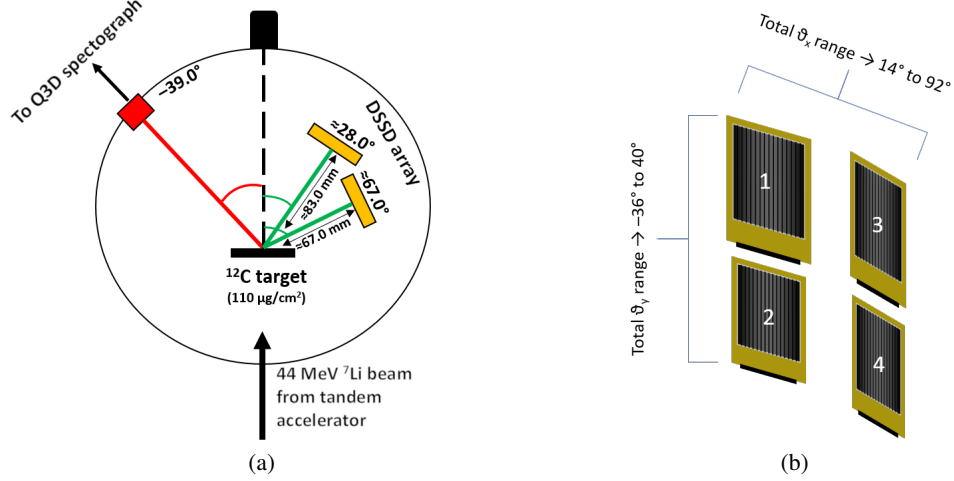 To Q3D spectograph
−39.0°
DSSD array
≈28.0°
≈67.0°
≈83.0 mm
≈67.0 mm
¹²C target
(110 μg/cm²)
44 MeV ⁷Li beam
from tandem
accelerator
(a)
Total ϑₓ range → 14° to 92°
Total ϑᵧ range → −36° to 40°
1
3
2
4
(b)